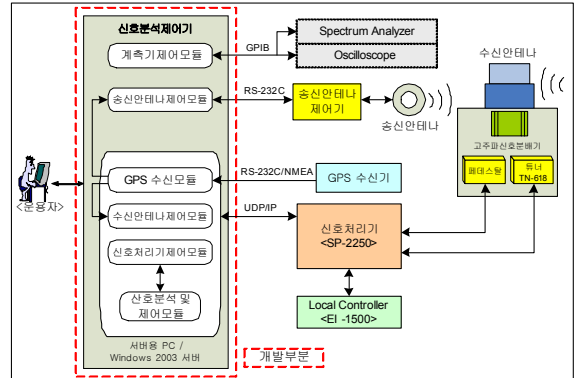 신호분석제어기
계측기제어모듈
GPIB
Spectrum Analyzer
Oscilloscope
수신안테나
송신안테나제어모듈
RS-232C
송신안테나
제어기
송신안테나
고주파신호분배기
페데스탈
튜너
TN-618
GPS 수신모듈
RS-232C/NMEA
GPS 수신기
<운용자>
수신안테나제어모듈
UDP/IP
신호처리기
<SP-2250>
신호처리기제어모듈
산호분석 및
제어모듈
Local Controller
<EI -1500>
서버용 PC /
Windows 2003 서버
개발부분